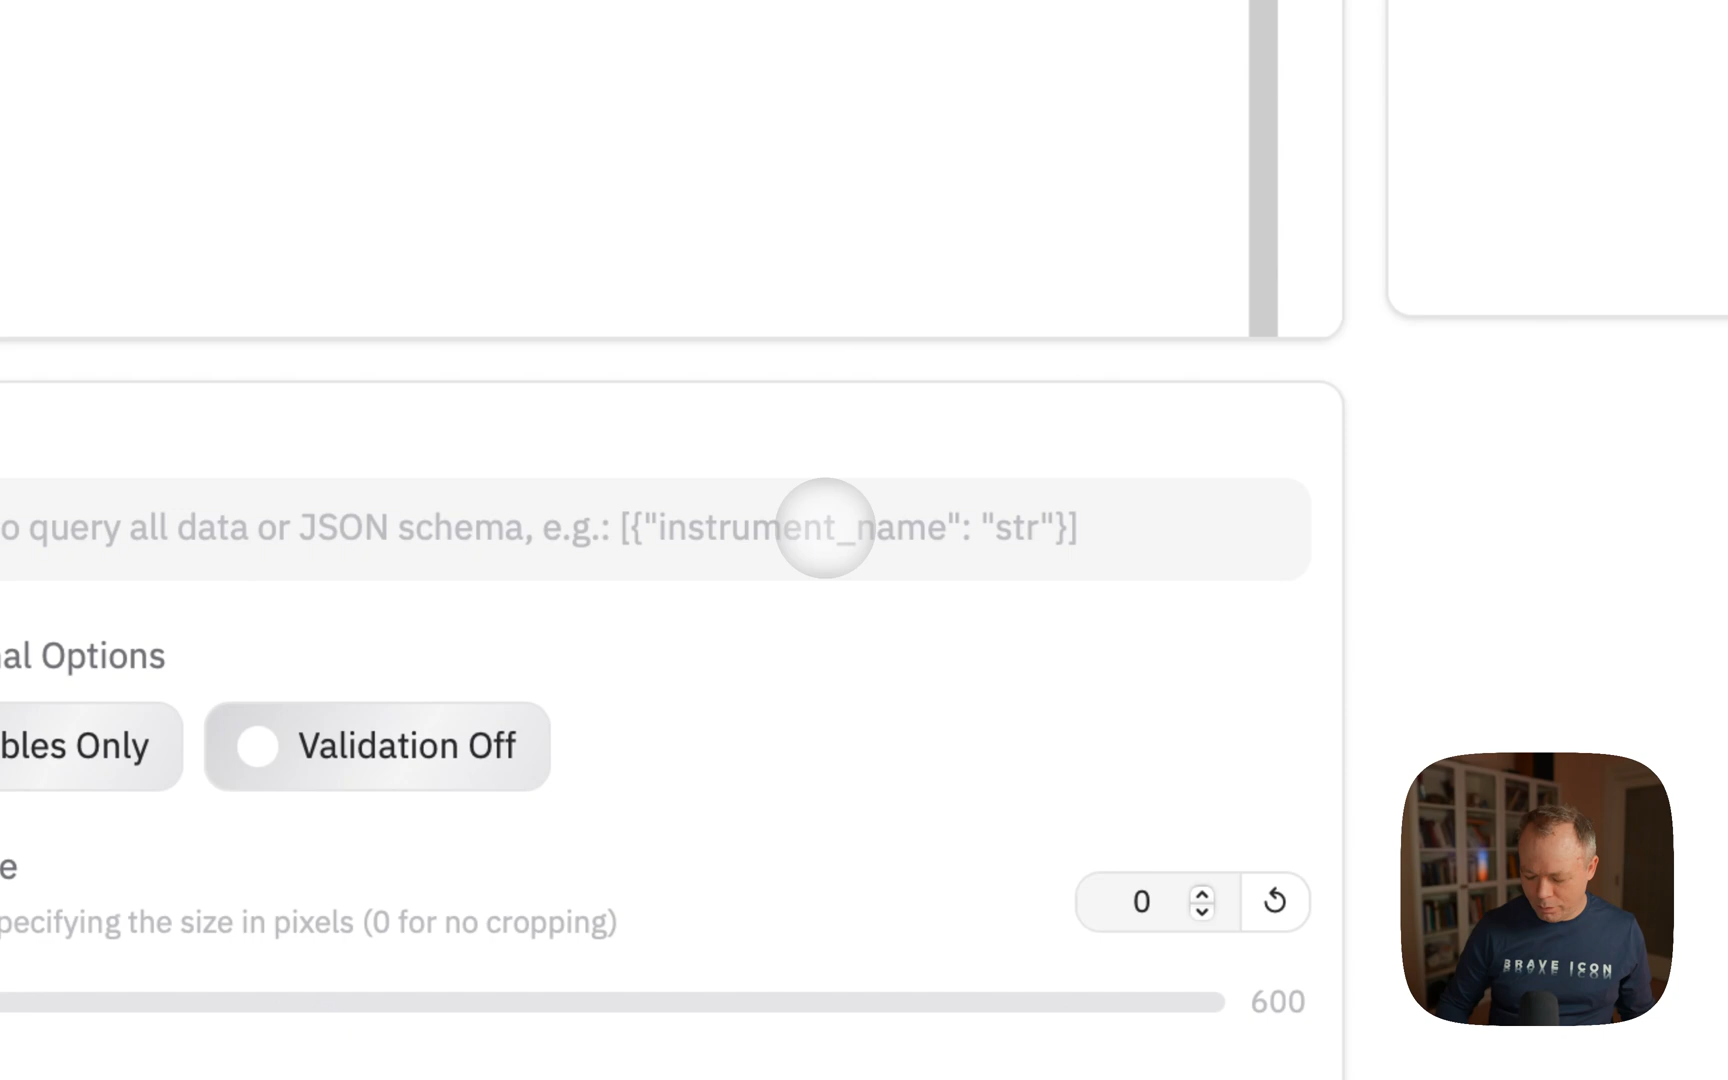 o query all data or JSON schema, e.g.: [{"instrument_name": "str"}]
al Options
bles Only
Validation Off
e
pecifying the size in pixels (0 for no cropping)
0
600
BRAVE ICON